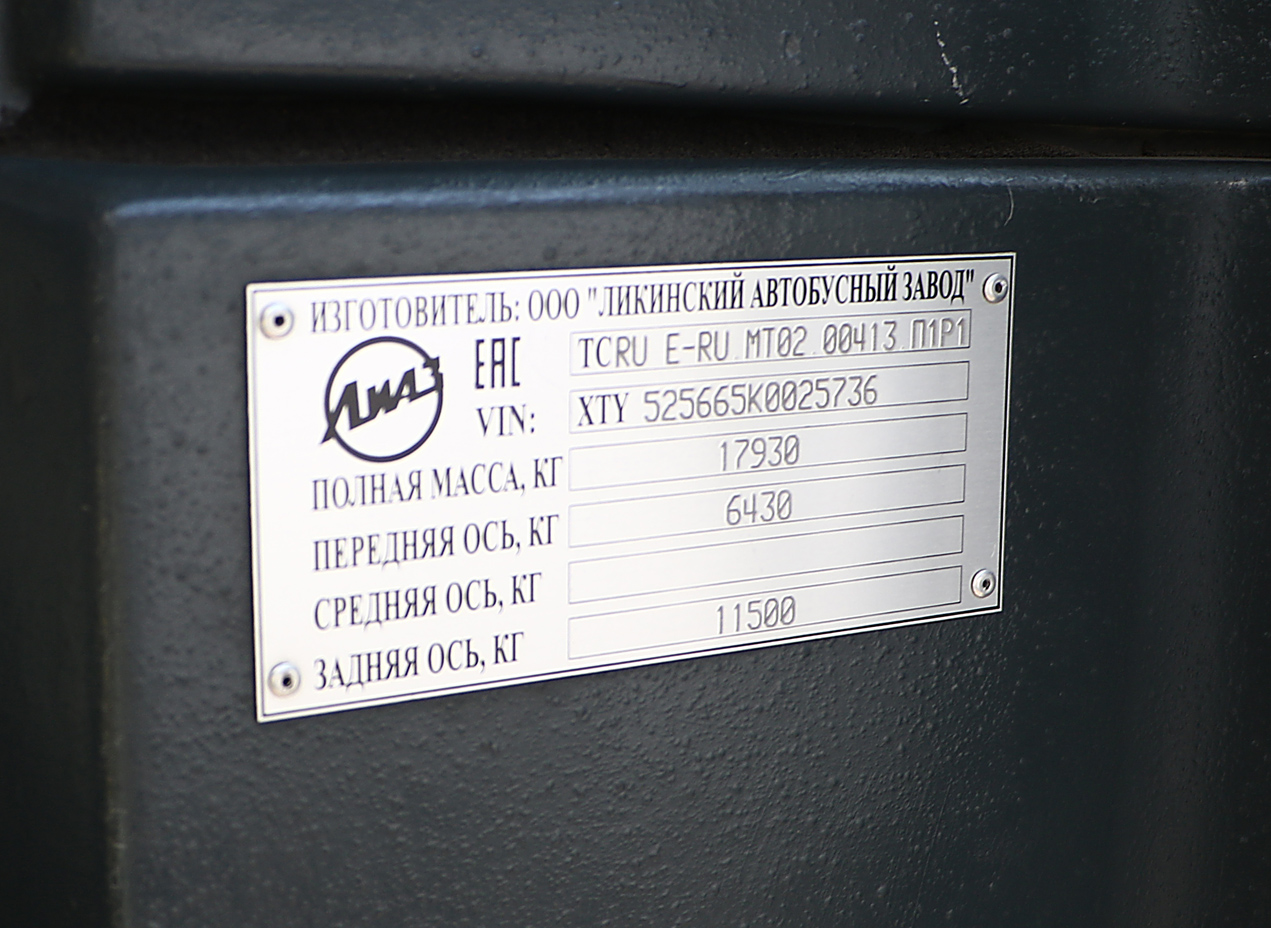 ИЗГОТОВИТЕЛЬ: ООО "ЛИКИНСКИЙ АВТОБУСНЫЙ ЗАВОД"
ЛиАЗ
EAC TCRU E-RU.MT02.00413.П1Р1
VIN: XTY 525665K0025736
ПОЛНАЯ МАССА, КГ 17930
ПЕРЕДНЯЯ ОСЬ, КГ 6430
СРЕДНЯЯ ОСЬ, КГ
ЗАДНЯЯ ОСЬ, КГ 11500